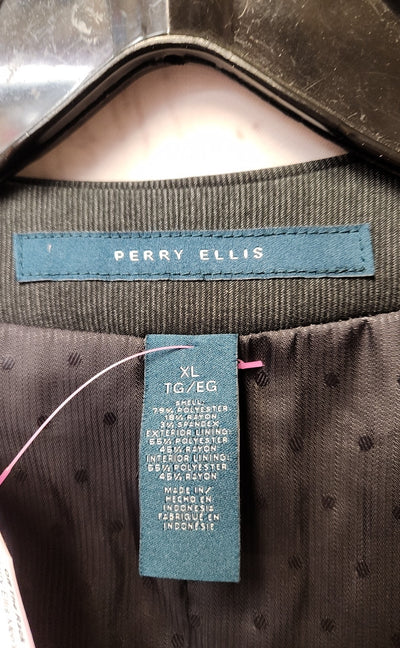 PERRY ELLIS
XL
TG/EG
SHELL:
79% POLYESTER
18% RAYON
3% SPANDEX
EXTERIOR LINING:
55% POLYESTER
45% RAYON
INTERIOR LINING:
55% POLYESTER
45% RAYON
MADE IN/
HECHO EN
INDONESIA
FABRIQUÉ EN
INDONÉSIE